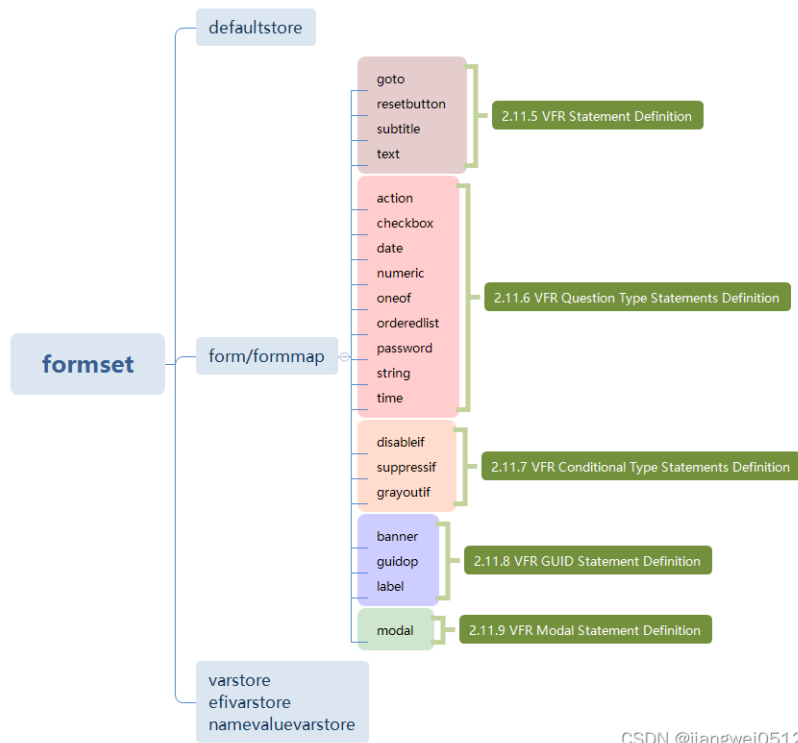 defaultstore
goto
resetbutton
subtitle
text
2.11.5 VFR Statement Definition
action
checkbox
date
numeric
oneof
orderedlist
password
string
time
2.11.6 VFR Question Type Statements Definition
formset
form/formmap
disableif
suppressif
grayoutif
2.11.7 VFR Conditional Type Statements Definition
banner
guidop
label
2.11.8 VFR GUID Statement Definition
modal
2.11.9 VFR Modal Statement Definition
varstore
efivarstore
namevaluevarstore
CSDN @jiangwei0512